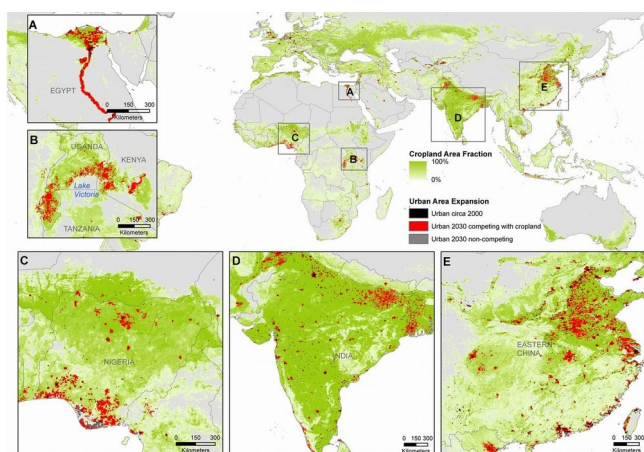 A
EGYPT
0 150 300
Kilometers
B
UGANDA
KENYA
Lake
Victoria
TANZANIA
0 150 300
Kilometers
A
B
C
D
E
Cropland Area Fraction
100%
0%
Urban Area Expansion
Urban circa 2000
Urban 2030 competing with cropland
Urban 2030 non-competing
C
NIGERIA
0 150 300
Kilometers
D
INDIA
0 150 300
Kilometers
E
EASTERN
CHINA
0 150 300
Kilometers